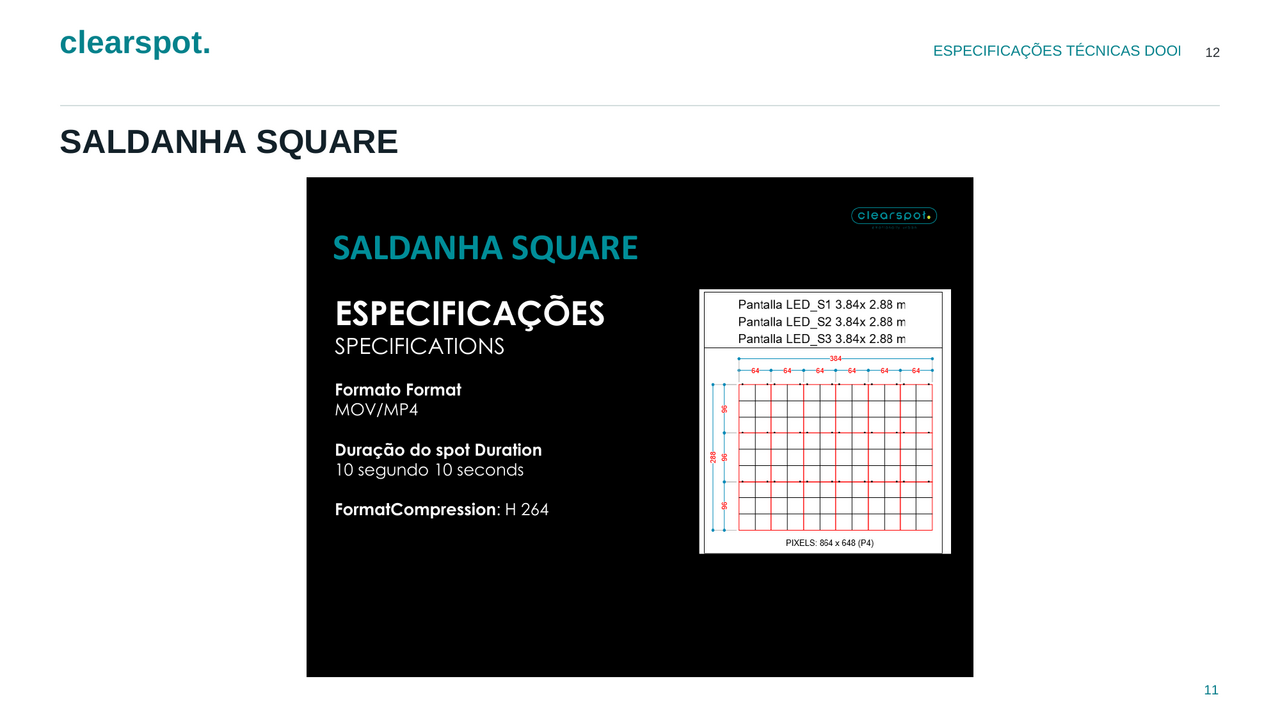 clearspot.
ESPECIFICAÇÕES TÉCNICAS DOOI
12
SALDANHA SQUARE
clearspot.
SALDANHA SQUARE
ESPECIFICAÇÕES
SPECIFICATIONS
Formato Format
MOV/MP4
Duração do spot Duration
10 segundo 10 seconds
FormatCompression: H 264
Pantalla LED_S1 3.84x 2.88 m
Pantalla LED_S2 3.84x 2.88 m
Pantalla LED_S3 3.84x 2.88 m
384
64 64 64 64 64 64
96
288 96
96
PIXELS: 864 x 648 (P4)
11